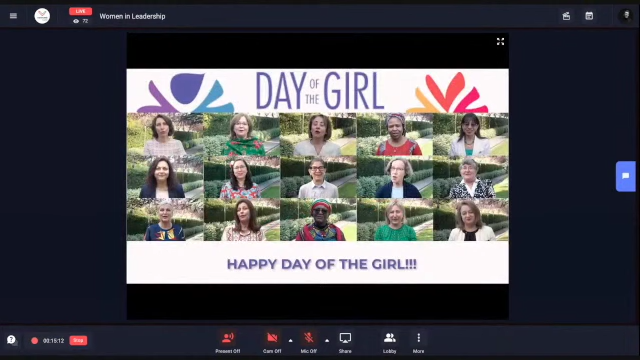 LIVE
72
Women in Leadership
DAY OF THE GIRL
HAPPY DAY OF THE GIRL!!!
00:15:12
Stop
Present Off
Cam Off
Mic Off
Share
Lobby
More